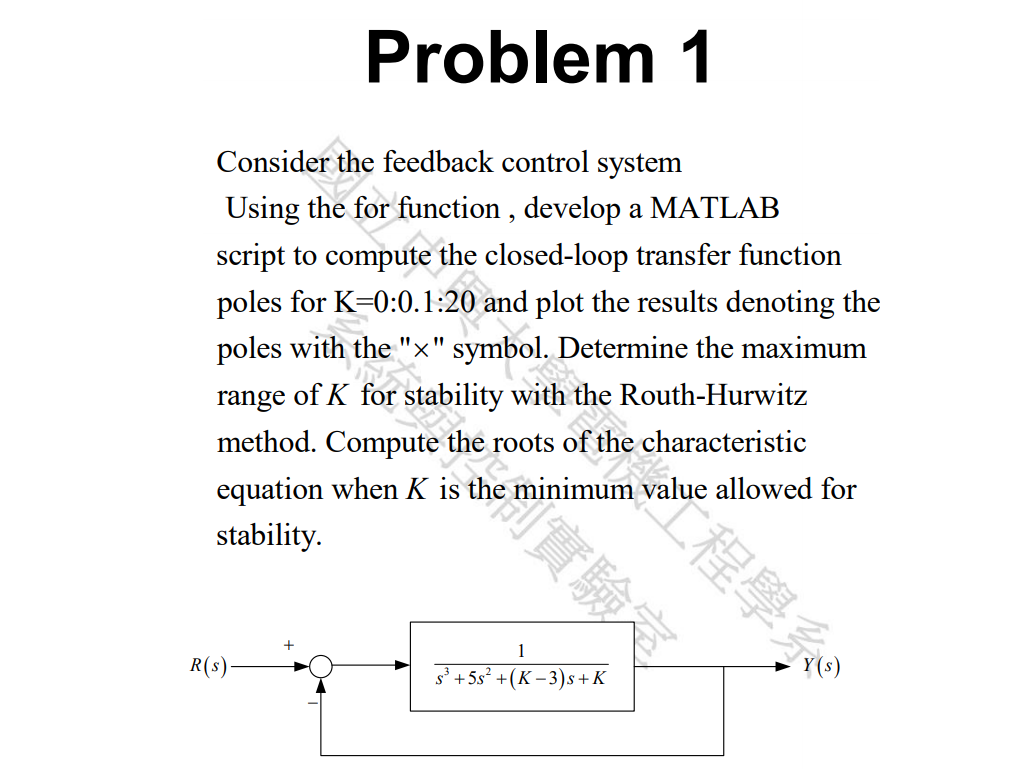 Problem 1
Consider the feedback control system
Using the for function , develop a MATLAB
script to compute the closed-loop transfer function
poles for K=0:0.1:20 and plot the results denoting the
poles with the "×" symbol. Determine the maximum
range of K for stability with the Routh-Hurwitz
method. Compute the roots of the characteristic
equation when K is the minimum value allowed for
stability.
國立中興大學電機工程學系
系統與控制實驗室
+
R(s)
−
1
s³+5s²+(K−3)s+K
Y(s)